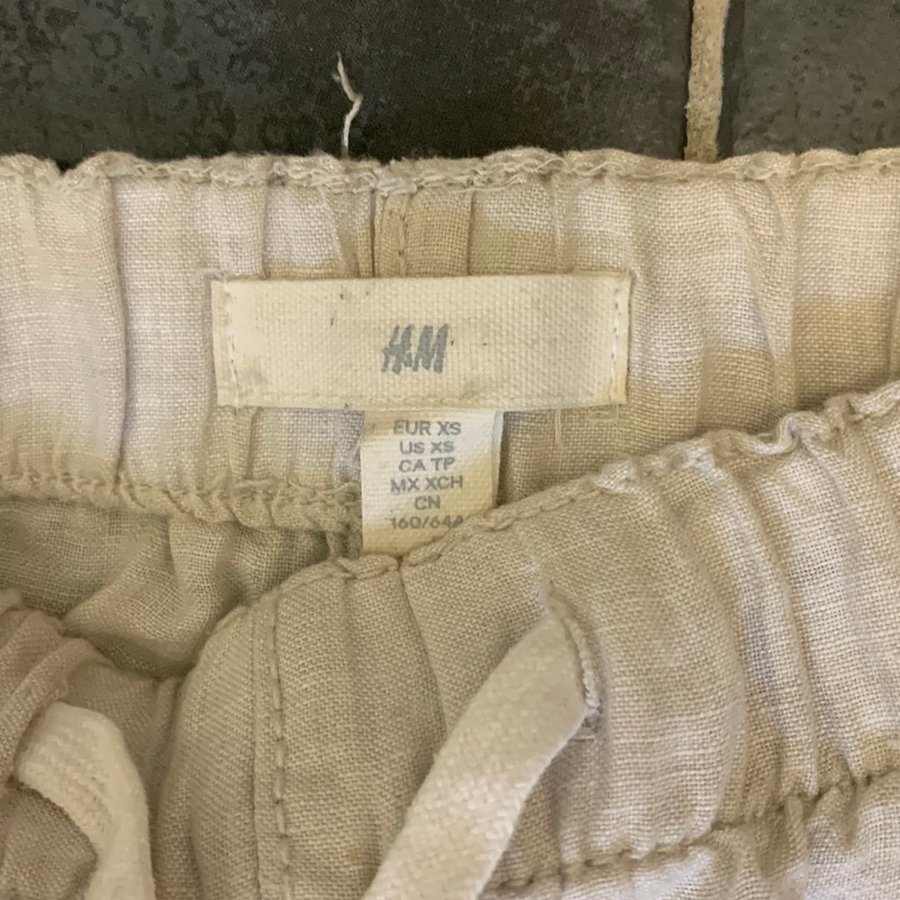 H&M
EUR XS
US XS
CA TP
MX XCH
CN
160/64A